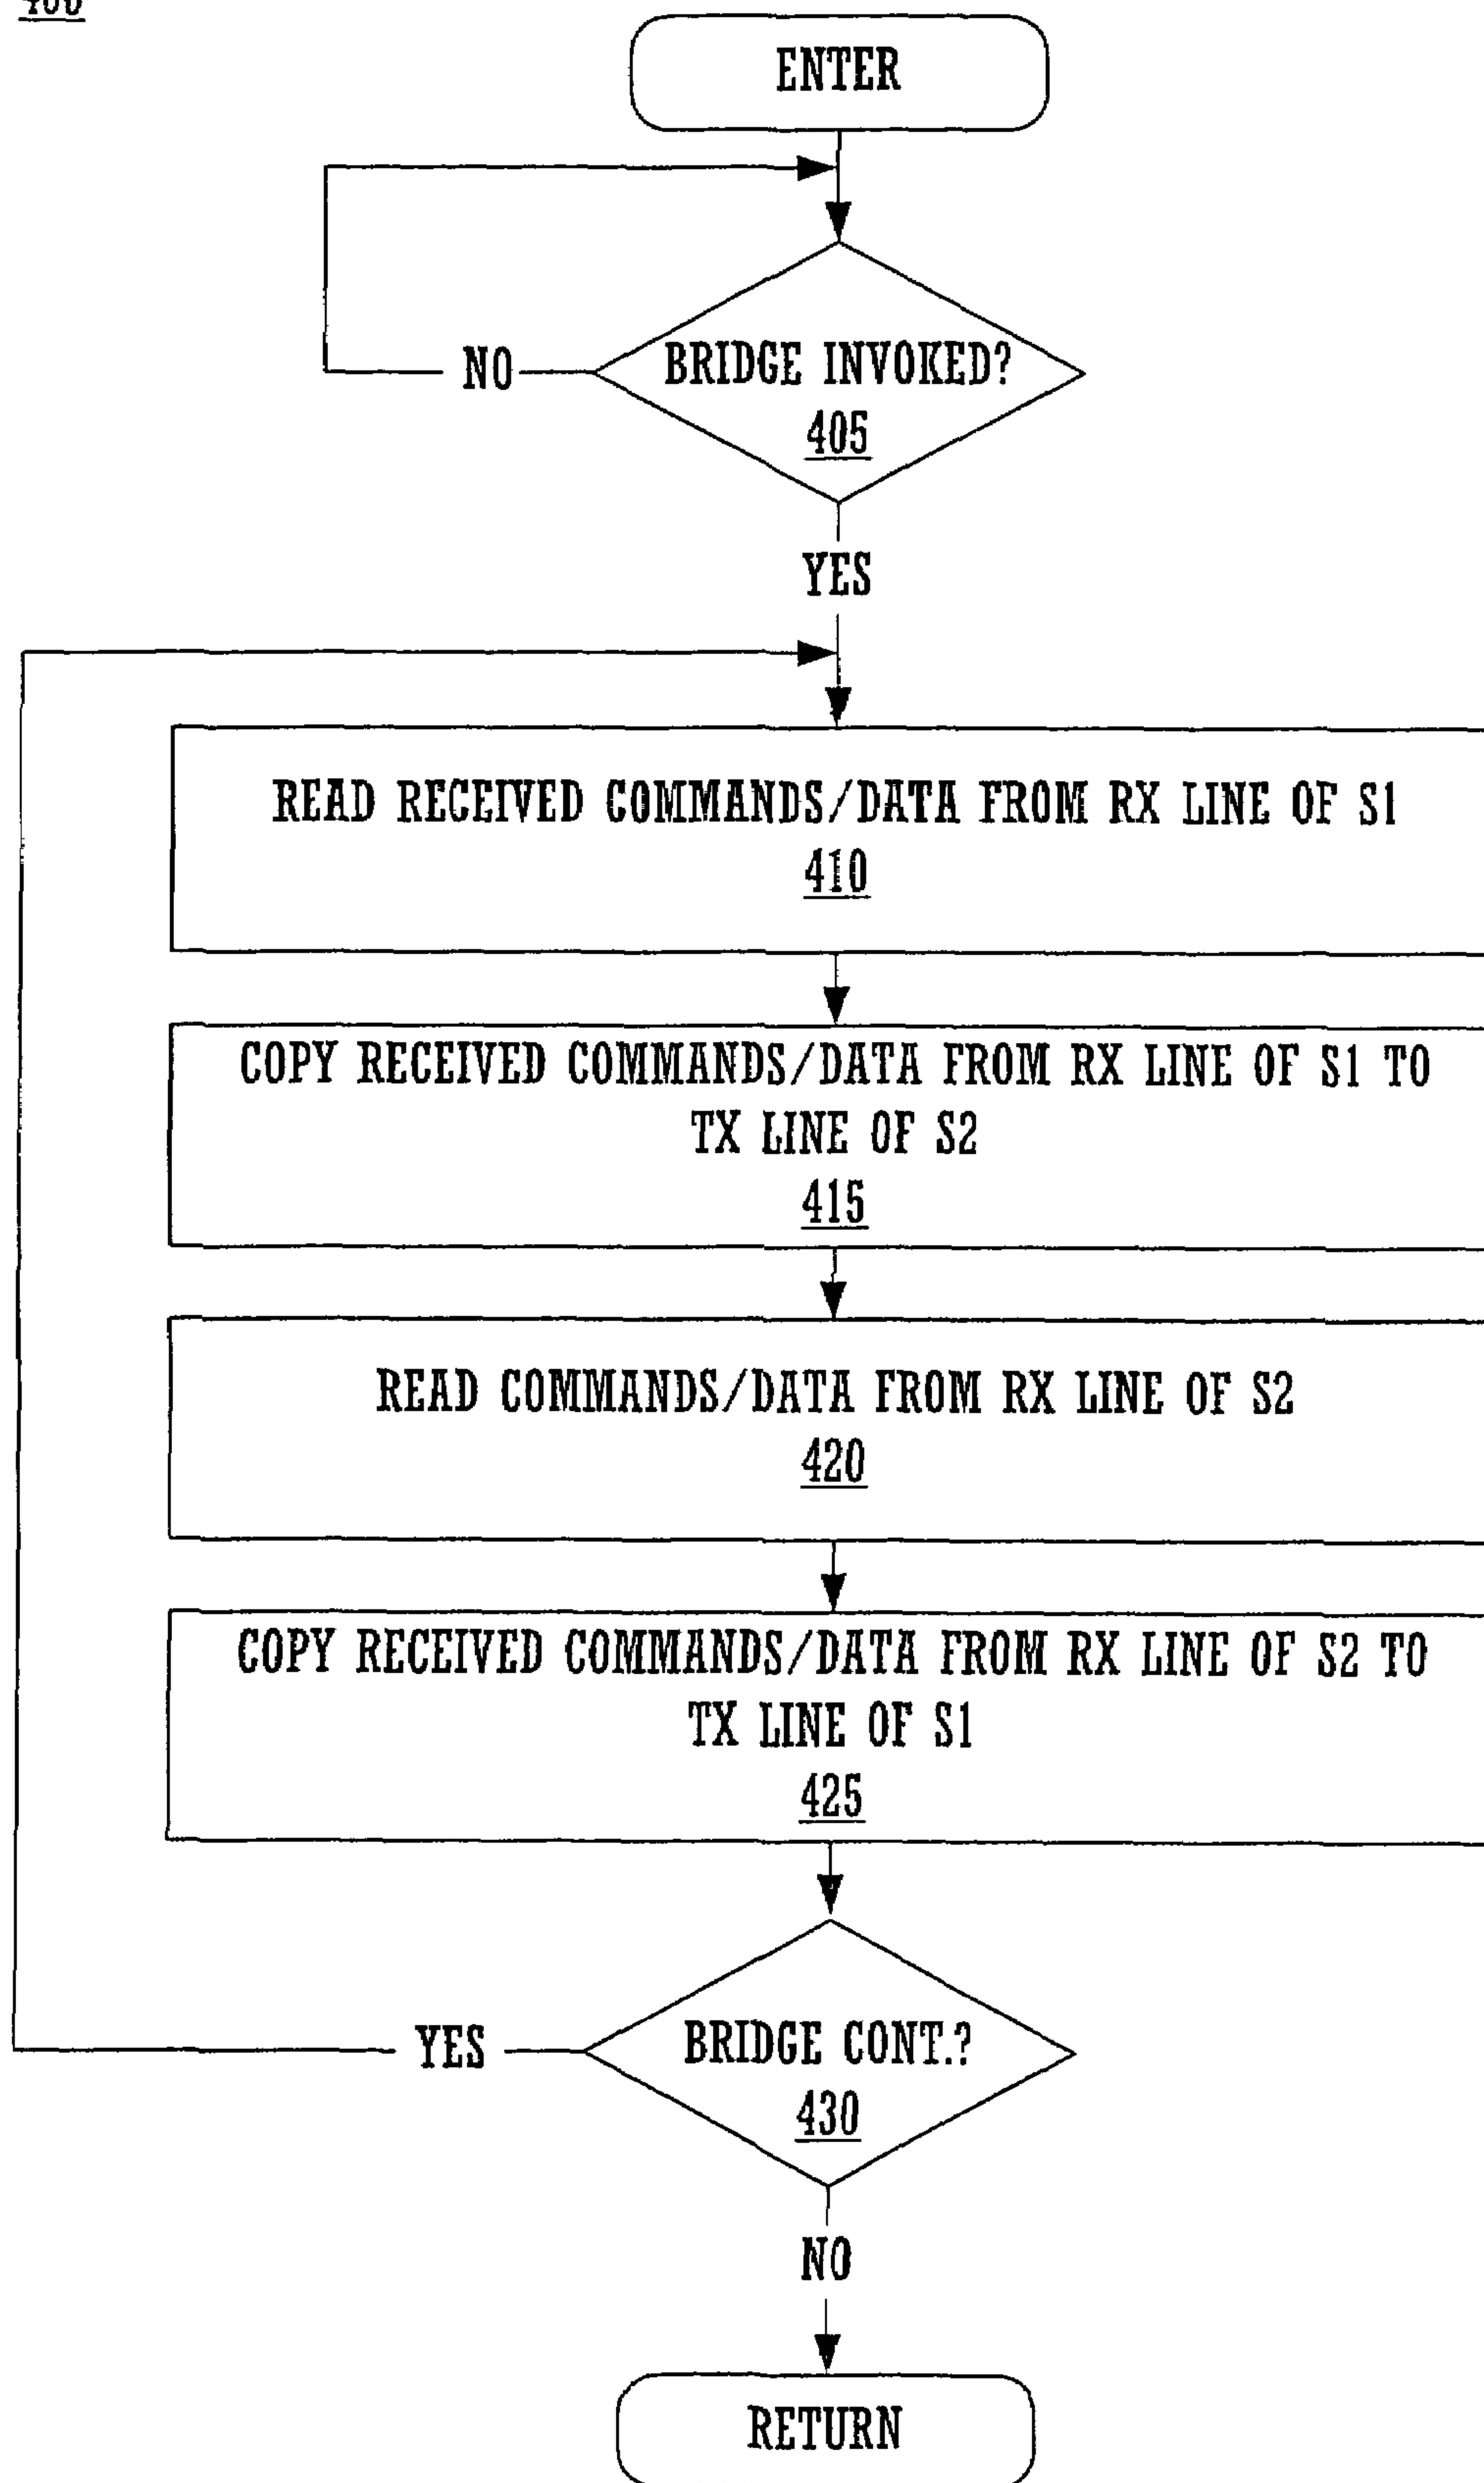 400
ENTER
BRIDGE INVOKED?
405
NO
YES
READ RECEIVED COMMANDS/DATA FROM RX LINE OF S1
410
COPY RECEIVED COMMANDS/DATA FROM RX LINE OF S1 TO
TX LINE OF S2
415
READ COMMANDS/DATA FROM RX LINE OF S2
420
COPY RECEIVED COMMANDS/DATA FROM RX LINE OF S2 TO
TX LINE OF S1
425
YES
BRIDGE CONT.?
430
NO
RETURN